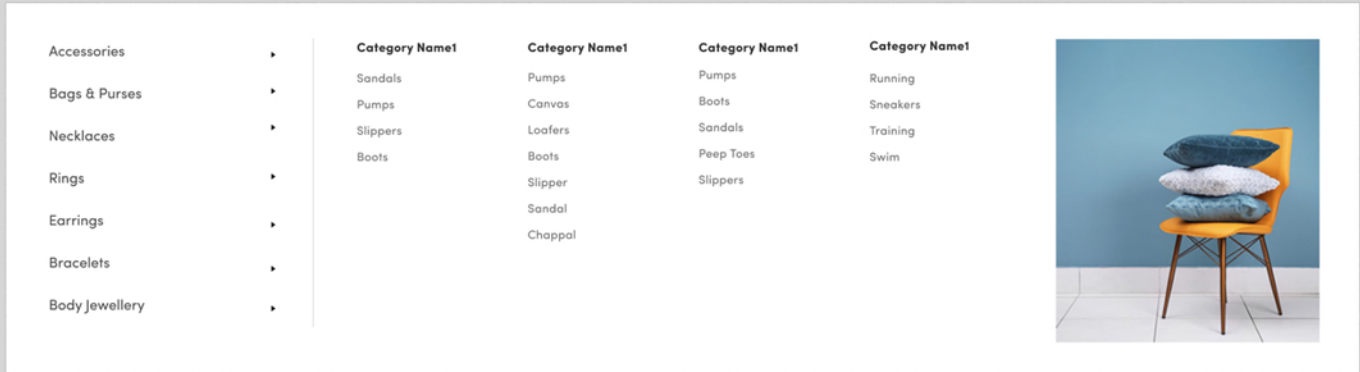 Accessories
Bags & Purses
Necklaces
Rings
Earrings
Bracelets
Body Jewellery
Category Name1
Sandals
Pumps
Slippers
Boots
Category Name1
Pumps
Canvas
Loafers
Boots
Slipper
Sandal
Chappal
Category Name1
Pumps
Boots
Sandals
Peep Toes
Slippers
Category Name1
Running
Sneakers
Training
Swim